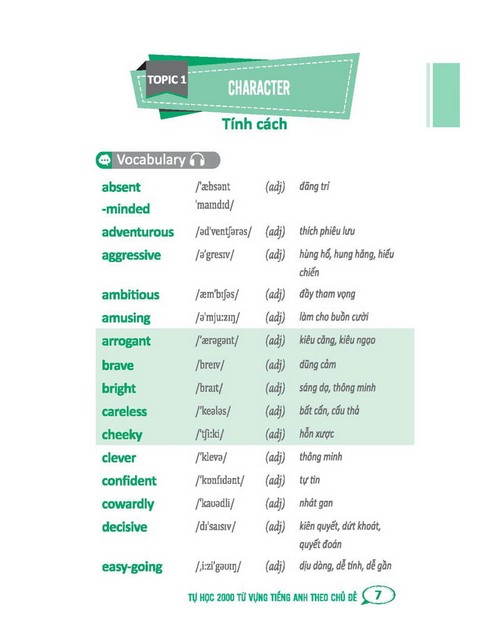 TOPIC 1
CHARACTER
Tính cách
Vocabulary
absent /ˈæbsənt (adj) đãng trí
-minded ˈmaɪndɪd/
adventurous /ədˈventʃərəs/ (adj) thích phiêu lưu
aggressive /əˈgresɪv/ (adj) hùng hổ, hung hăng, hiếu
chiến
ambitious /æmˈbɪʃəs/ (adj) đầy tham vọng
amusing /əˈmjuːzɪŋ/ (adj) làm cho buồn cười
arrogant /ˈærəgənt/ (adj) kiêu căng, kiêu ngạo
brave /breɪv/ (adj) dũng cảm
bright /braɪt/ (adj) sáng dạ, thông minh
careless /ˈkeələs/ (adj) bất cẩn, cẩu thả
cheeky /ˈtʃiːki/ (adj) hỗn xược
clever /ˈklevə/ (adj) thông minh
confident /ˈkɒnfɪdənt/ (adj) tự tin
cowardly /ˈkaʊədli/ (adj) nhát gan
decisive /dɪˈsaɪsɪv/ (adj) kiên quyết, dứt khoát,
quyết đoán
easy-going /ˌiːziˈgəʊɪŋ/ (adj) dịu dàng, dễ tính, dễ gần
TỰ HỌC 2000 TỪ VỰNG TIẾNG ANH THEO CHỦ ĐỀ 7